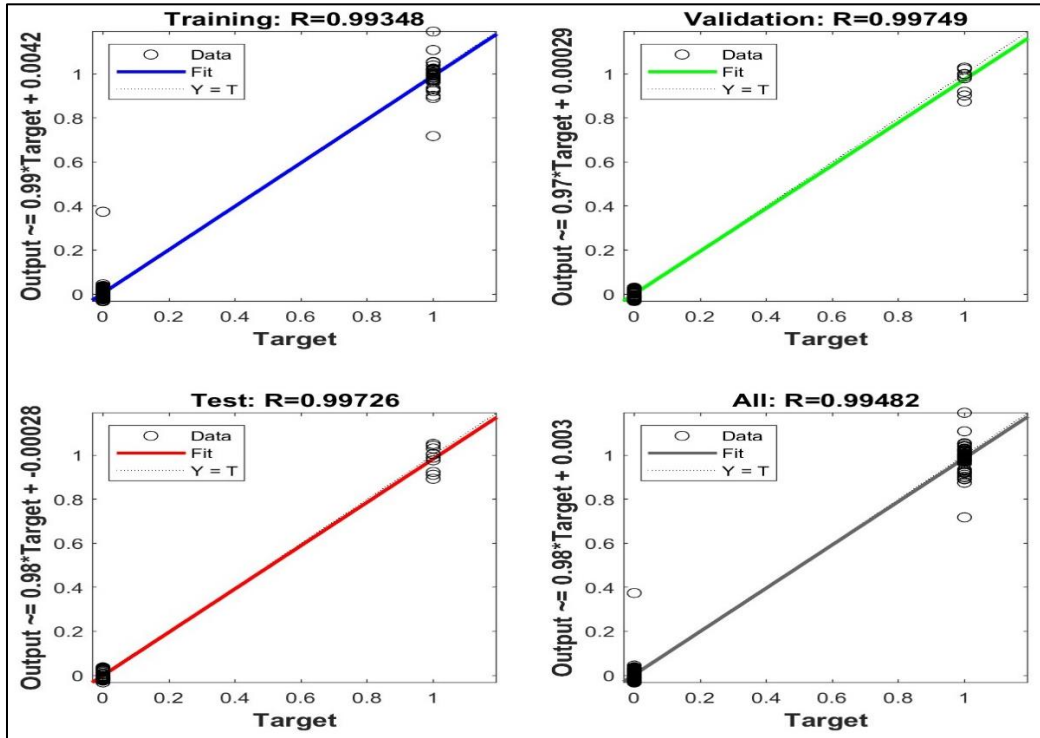 Training: R=0.99348
Output ~= 0.99*Target + 0.0042
Data
Fit
Y = T
1
0.8
0.6
0.4
0.2
0
0 0.2 0.4 0.6 0.8 1
Target
Validation: R=0.99749
Output ~= 0.97*Target + 0.00029
Data
Fit
Y = T
1
0.8
0.6
0.4
0.2
0
0 0.2 0.4 0.6 0.8 1
Target
Test: R=0.99726
Output ~= 0.98*Target + -0.00028
Data
Fit
Y = T
1
0.8
0.6
0.4
0.2
0
0 0.2 0.4 0.6 0.8 1
Target
All: R=0.99482
Output ~= 0.98*Target + 0.003
Data
Fit
Y = T
1
0.8
0.6
0.4
0.2
0
0 0.2 0.4 0.6 0.8 1
Target